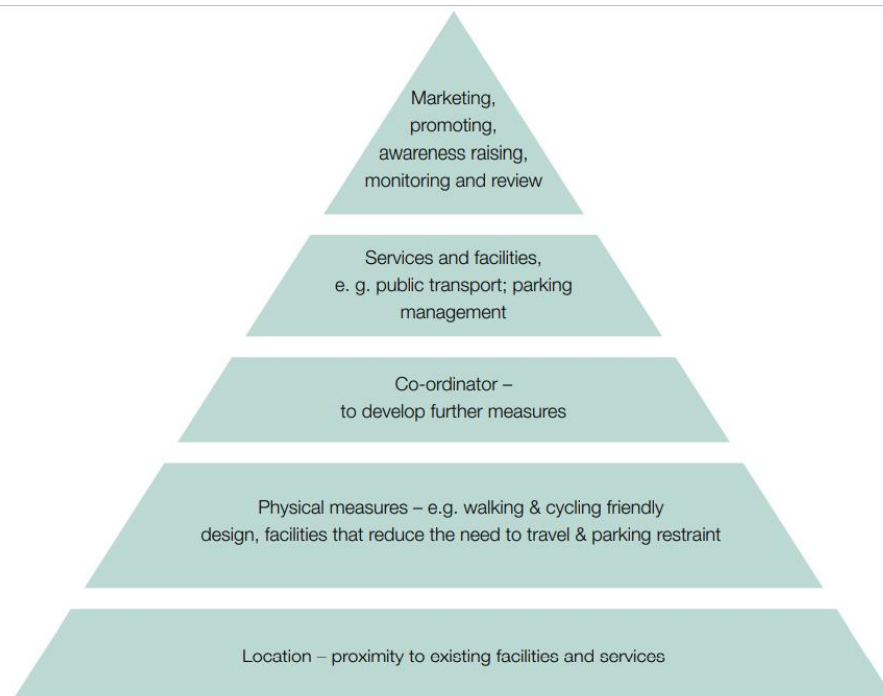 Marketing,
promoting,
awareness raising,
monitoring and review
Services and facilities,
e. g. public transport; parking
management
Co-ordinator –
to develop further measures
Physical measures – e.g. walking & cycling friendly
design, facilities that reduce the need to travel & parking restraint
Location – proximity to existing facilities and services